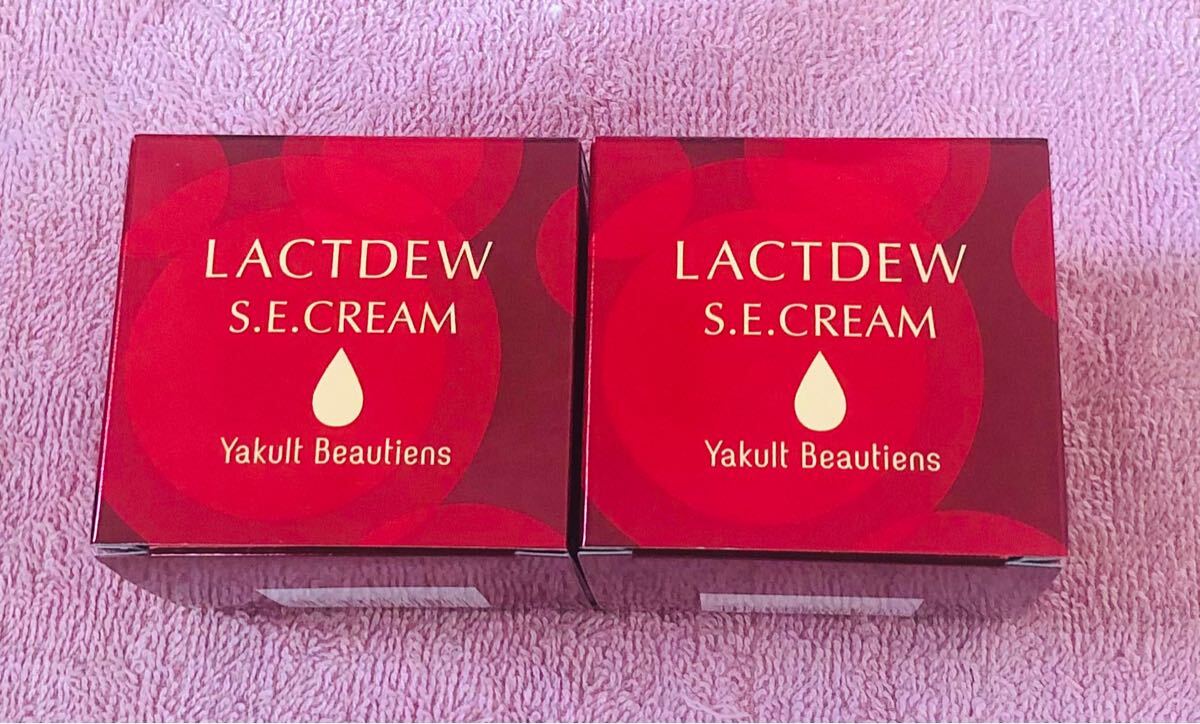 LACTDEW
S.E.CREAM
Yakult Beautiens
LACTDEW
S.E.CREAM
Yakult Beautiens